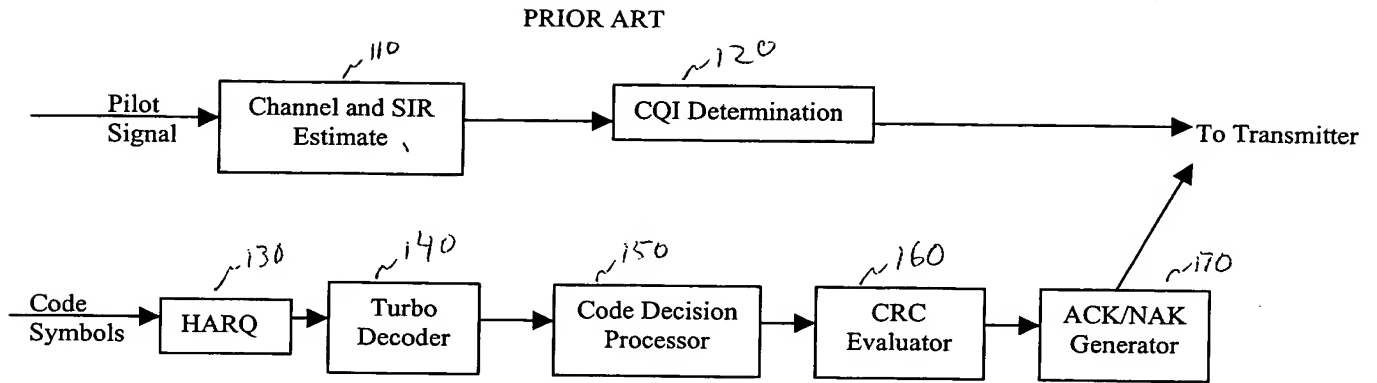 PRIOR ART
110
120
Pilot
Signal
Channel and SIR
Estimate
CQI Determination
To Transmitter
130
140
150
160
170
Code
Symbols
HARQ
Turbo
Decoder
Code Decision
Processor
CRC
Evaluator
ACK/NAK
Generator